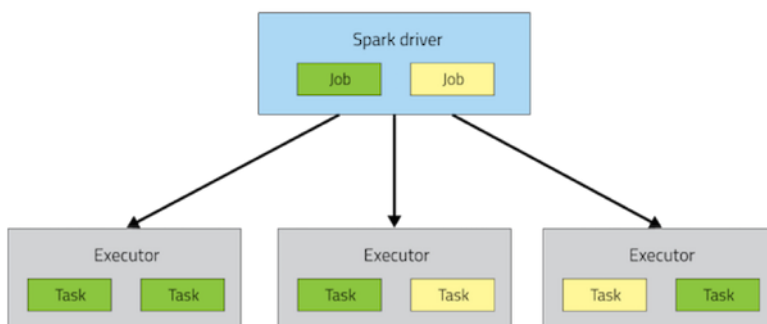 Spark driver
Job Job
Executor Executor Executor
Task Task Task Task Task Task